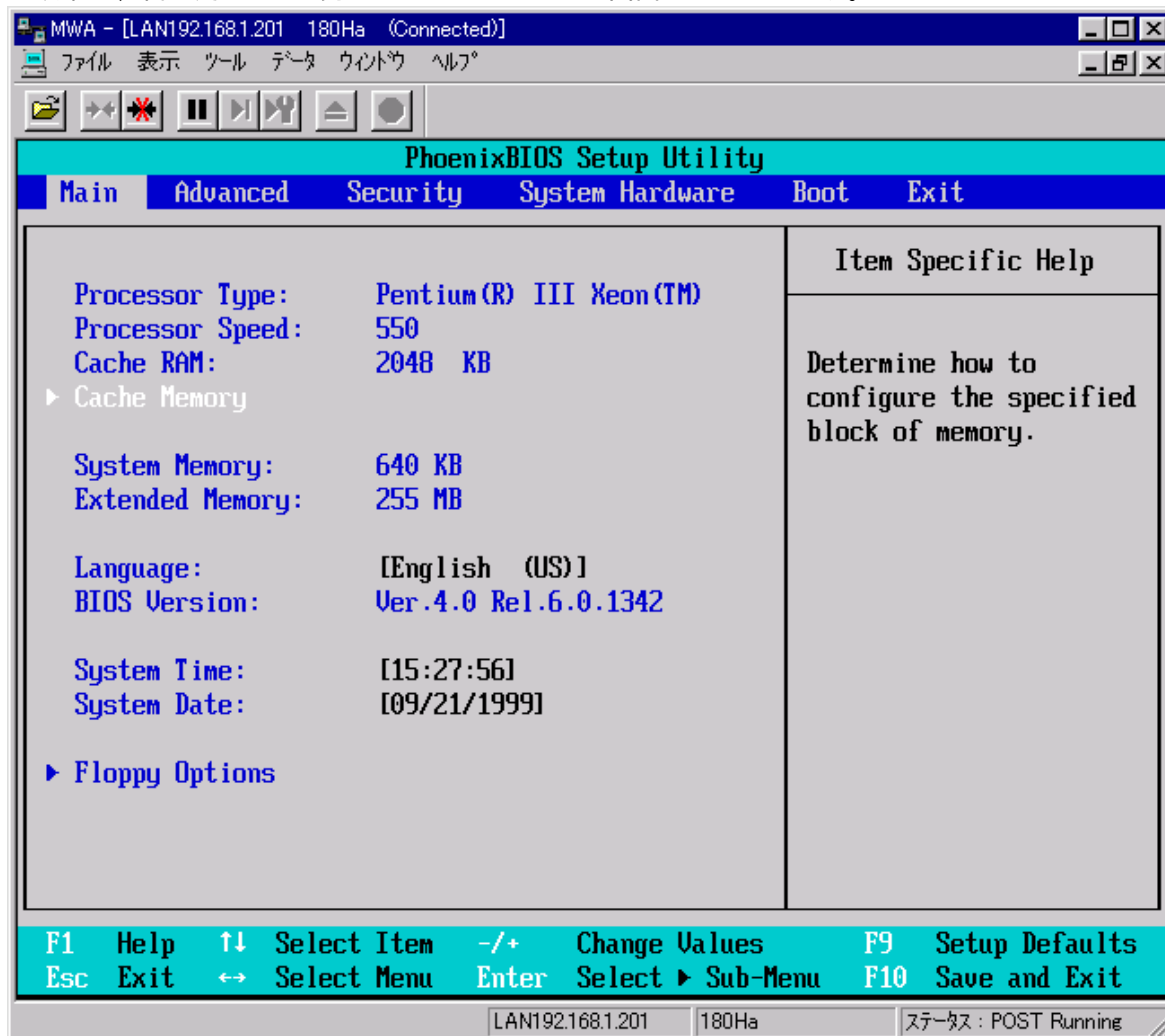 MWA - [LAN192.168.1.201 180Ha (Connected)]
ファイル 表示 ツール データ ウィンドウ ヘルプ
PhoenixBIOS Setup Utility
Main Advanced Security System Hardware Boot Exit
Item Specific Help
Processor Type: Pentium(R) III Xeon(TM)
Processor Speed: 550
Cache RAM: 2048 KB
▶ Cache Memory
Determine how to
configure the specified
block of memory.
System Memory: 640 KB
Extended Memory: 255 MB
Language: [English (US)]
BIOS Version: Ver.4.0 Rel.6.0.1342
System Time: [15:27:56]
System Date: [09/21/1999]
▶ Floppy Options
F1 Help ↑↓ Select Item -/+ Change Values F9 Setup Defaults
Esc Exit ↔ Select Menu Enter Select ▶ Sub-Menu F10 Save and Exit
LAN192.168.1.201 180Ha ステータス : POST Running